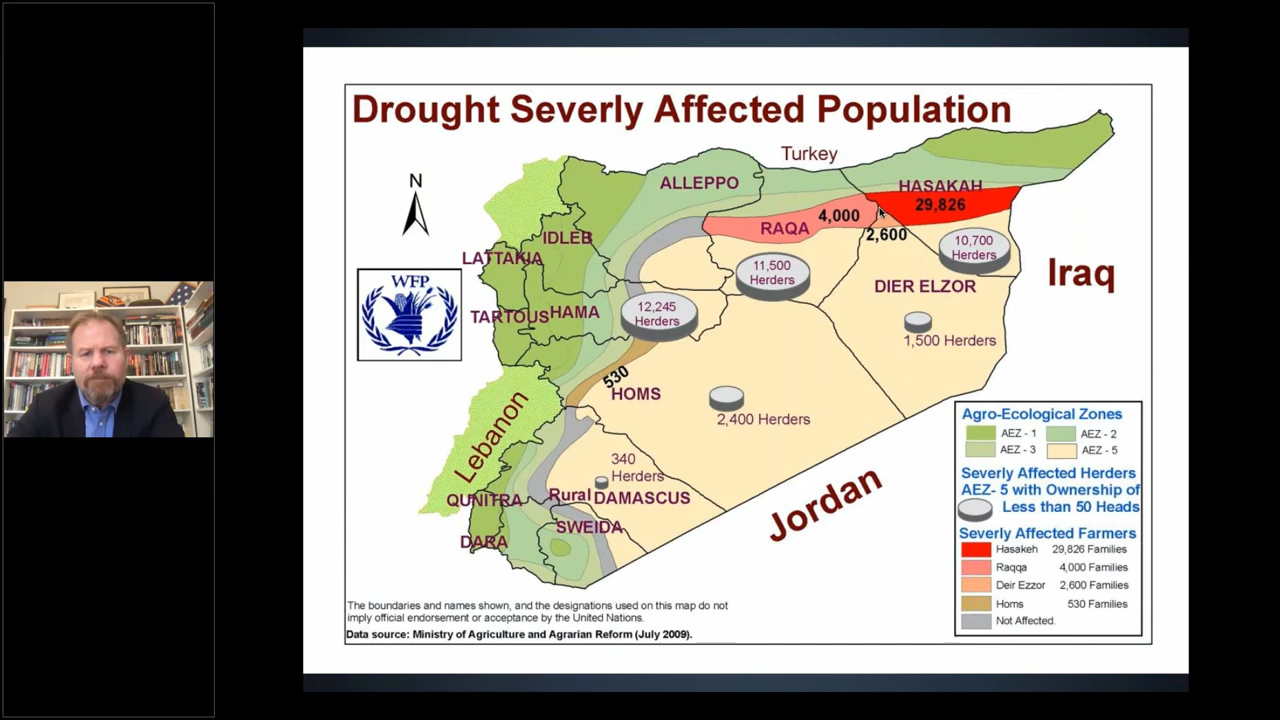 Drought Severly Affected Population
Turkey
N
ALLEPPO
HASAKAH
29,826
4,000
RAQA
2,600
IDLEB
LATTAKIA
10,700
Herders
11,500
Herders
Iraq
WFP
DIER ELZOR
12,245
Herders
TARTOUS
HAMA
1,500 Herders
530
HOMS
2,400 Herders
Lebanon
340
Herders
Rural DAMASCUS
QUNITRA
Jordan
SWEIDA
DARA
Agro-Ecological Zones
AEZ - 1
AEZ - 2
AEZ - 3
AEZ - 5
Severly Affected Herders
AEZ- 5 with Ownership of
Less than 50 Heads
Severly Affected Farmers
Hasakeh 29,826 Families
Raqqa 4,000 Families
Deir Ezzor 2,600 Families
Homs 530 Families
Not Affected.
The boundaries and names shown, and the designations used on this map do not
imply official endorsement or acceptance by the United Nations.
Data source: Ministry of Agriculture and Agrarian Reform (July 2009).